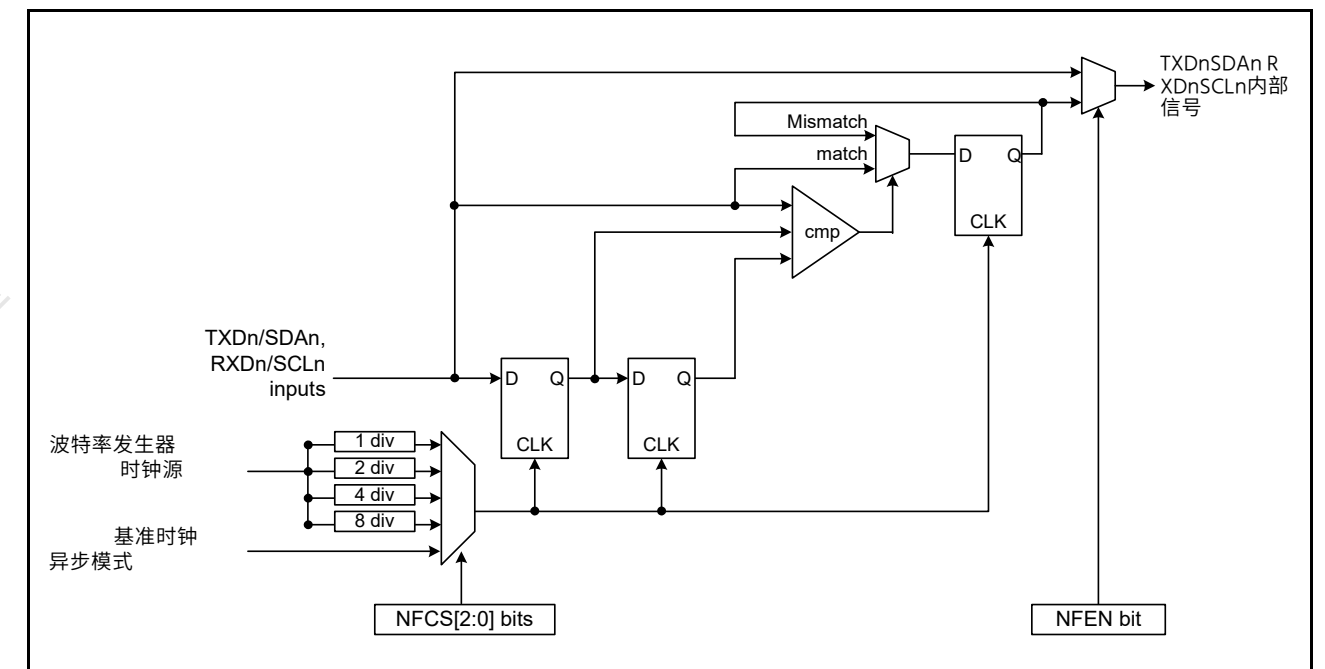 TXDnSDAn R
XDnSCLn内部
信号
Mismatch
match
D
Q
CLK
cmp
TXDn/SDAn,
RXDn/SCLn
inputs
D
Q
CLK
D
Q
CLK
波特率发生器
时钟源
1 div
2 div
4 div
8 div
基准时钟
异步模式
NFCS[2:0] bits
NFEN bit